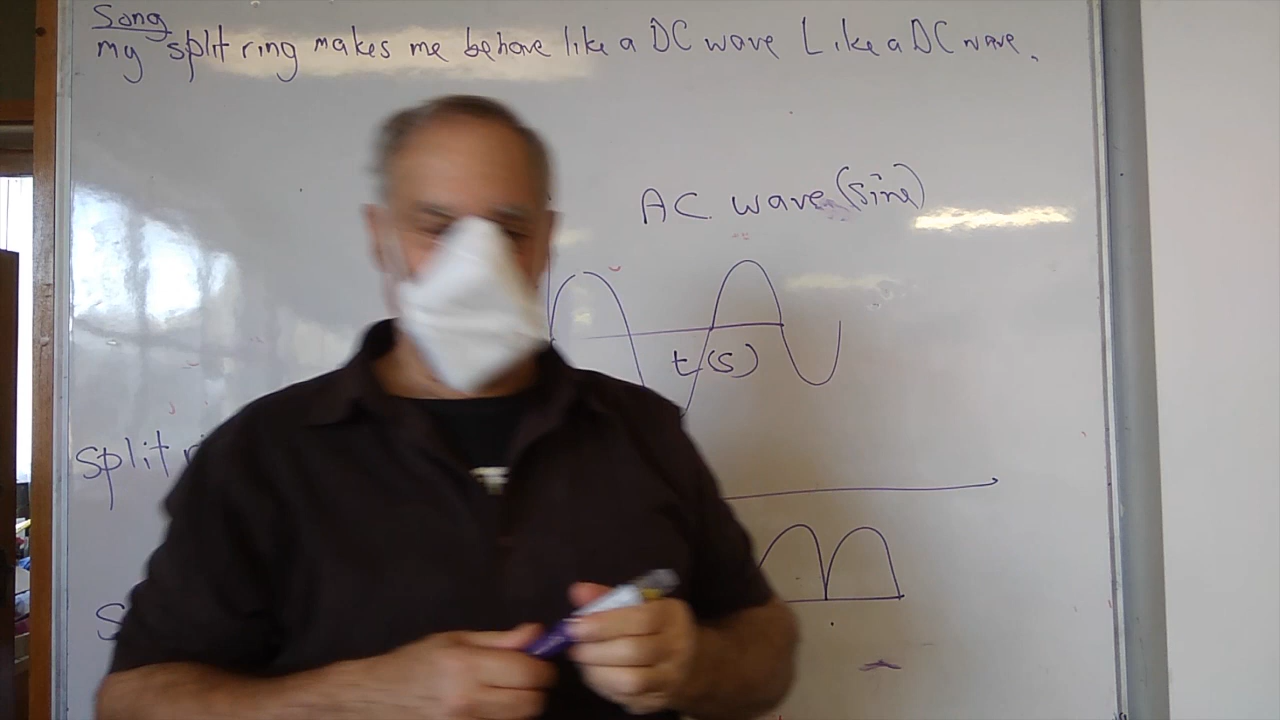 Song
my split ring makes me behave like a DC wave Like a DC wave.
AC wave (sine)
t(s)
split